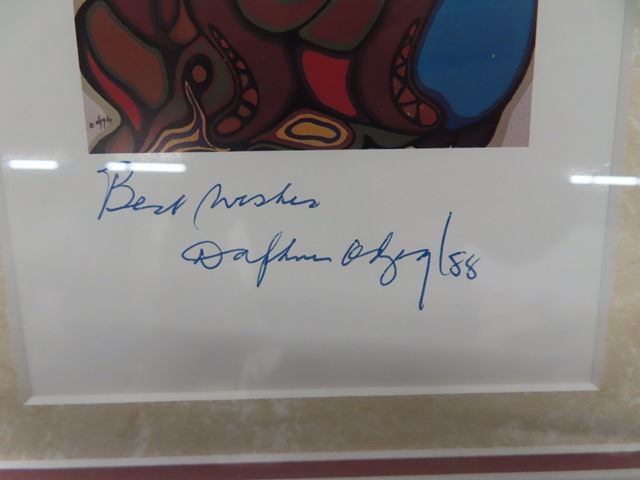 Best Wishes
Daphne Odjig/88